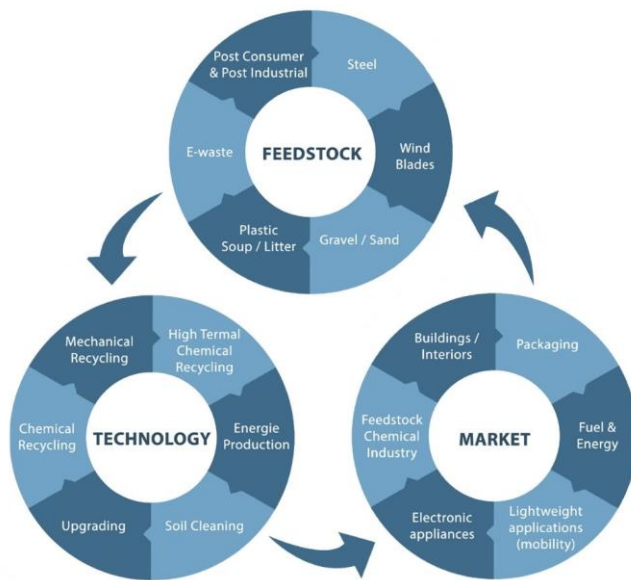 Post Consumer
& Post Industrial
Steel
E-waste
FEEDSTOCK
Wind
Blades
Plastic
Soup / Litter
Gravel / Sand
Mechanical
Recycling
High Termal
Chemical
Recycling
Chemical
Recycling
TECHNOLOGY
Energie
Production
Upgrading
Soil Cleaning
Buildings /
Interiors
Packaging
Feedstock
Chemical
Industry
MARKET
Fuel &
Energy
Electronic
appliances
Lightweight
applications
(mobility)